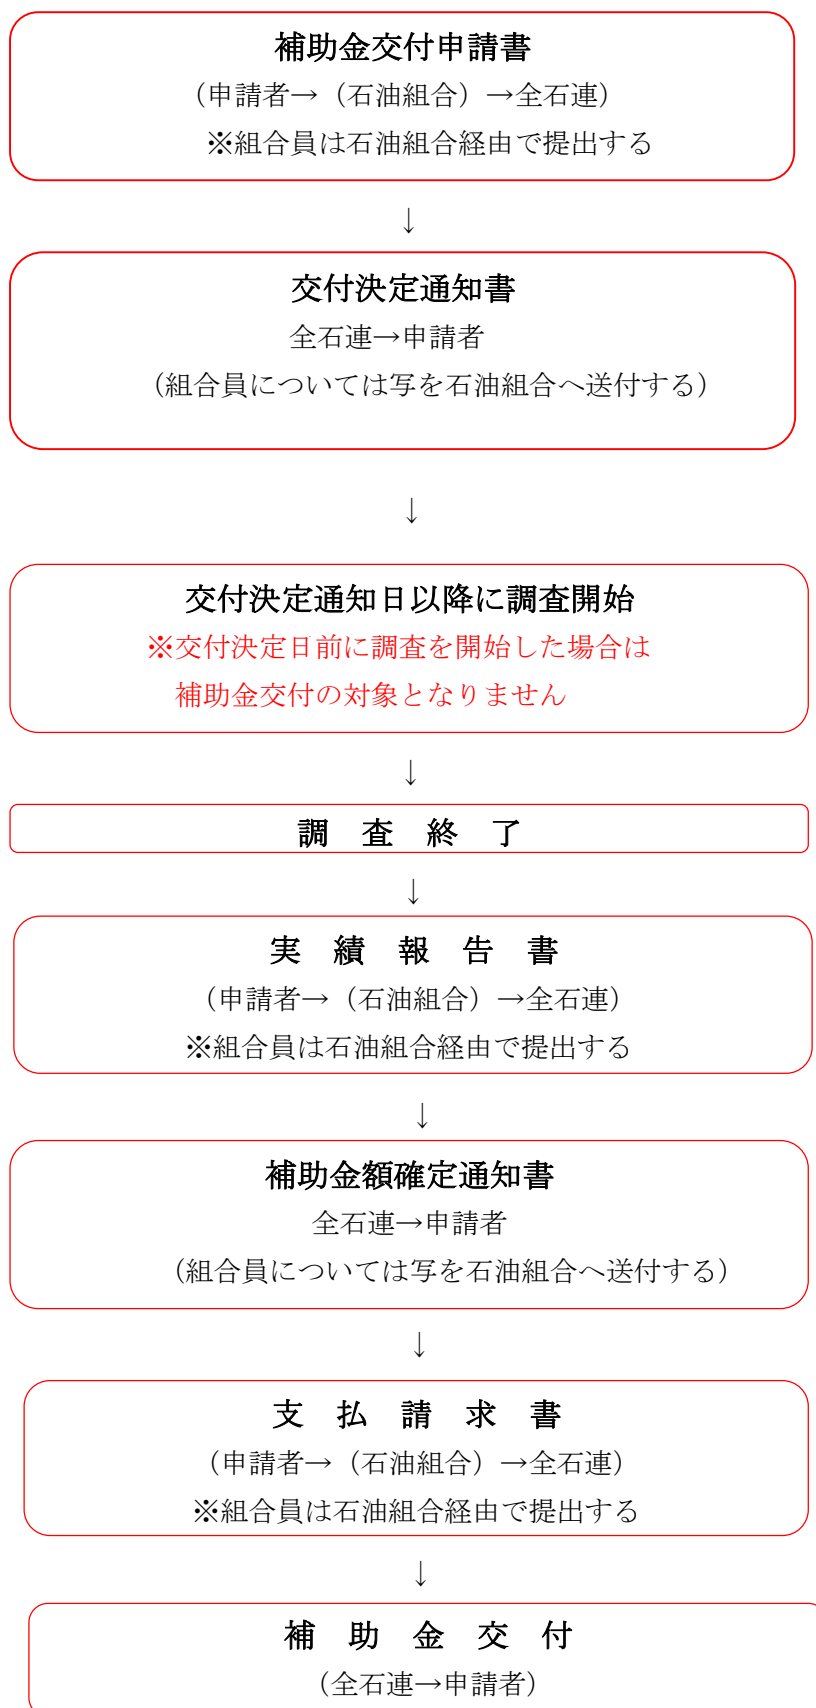 補助金交付申請書
（申請者→（石油組合）→全石連）
※組合員は石油組合経由で提出する
↓
交付決定通知書
全石連→申請者
（組合員については写を石油組合へ送付する）
↓
交付決定通知日以降に調査開始
※交付決定日前に調査を開始した場合は
補助金交付の対象となりません
↓
調　査　終　了
↓
実　績　報　告　書
（申請者→（石油組合）→全石連）
※組合員は石油組合経由で提出する
↓
補助金額確定通知書
全石連→申請者
（組合員については写を石油組合へ送付する）
↓
支　払　請　求　書
（申請者→（石油組合）→全石連）
※組合員は石油組合経由で提出する
↓
補　助　金　交　付
（全石連→申請者）